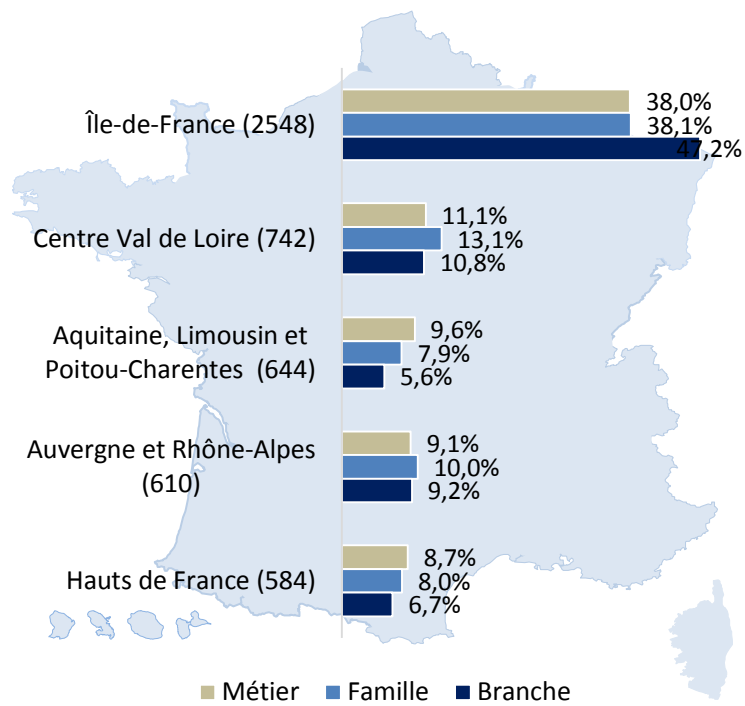 Île-de-France (2548)
38,0%
38,1%
47,2%
Centre Val de Loire (742)
11,1%
13,1%
10,8%
Aquitaine, Limousin et
Poitou-Charentes (644)
9,6%
7,9%
5,6%
Auvergne et Rhône-Alpes
(610)
9,1%
10,0%
9,2%
Hauts de France (584)
8,7%
8,0%
6,7%
Métier Famille Branche